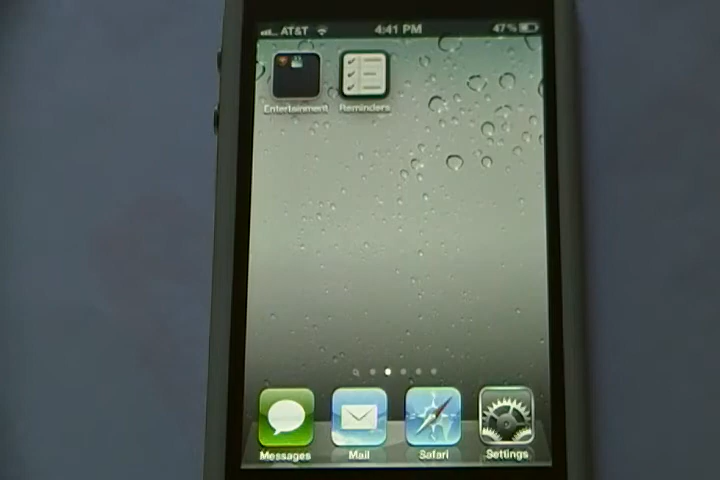 AT&T 4:41 PM 47%
Entertainment Reminders
Messages Mail Safari Settings